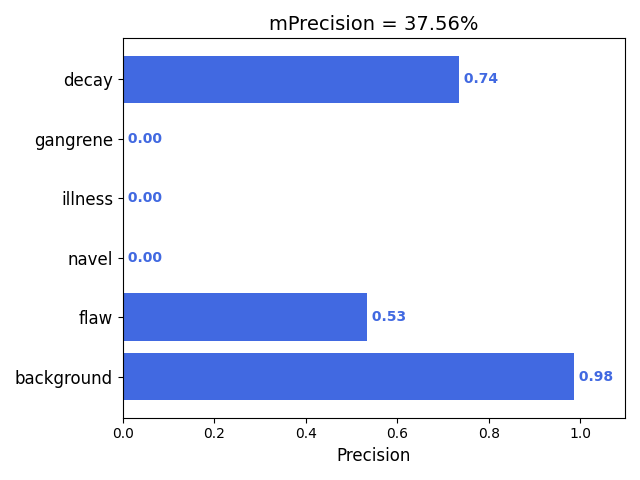 mPrecision = 37.56%
decay 0.74
gangrene 0.00
illness 0.00
navel 0.00
flaw 0.53
background 0.98
0.0 0.2 0.4 0.6 0.8 1.0
Precision